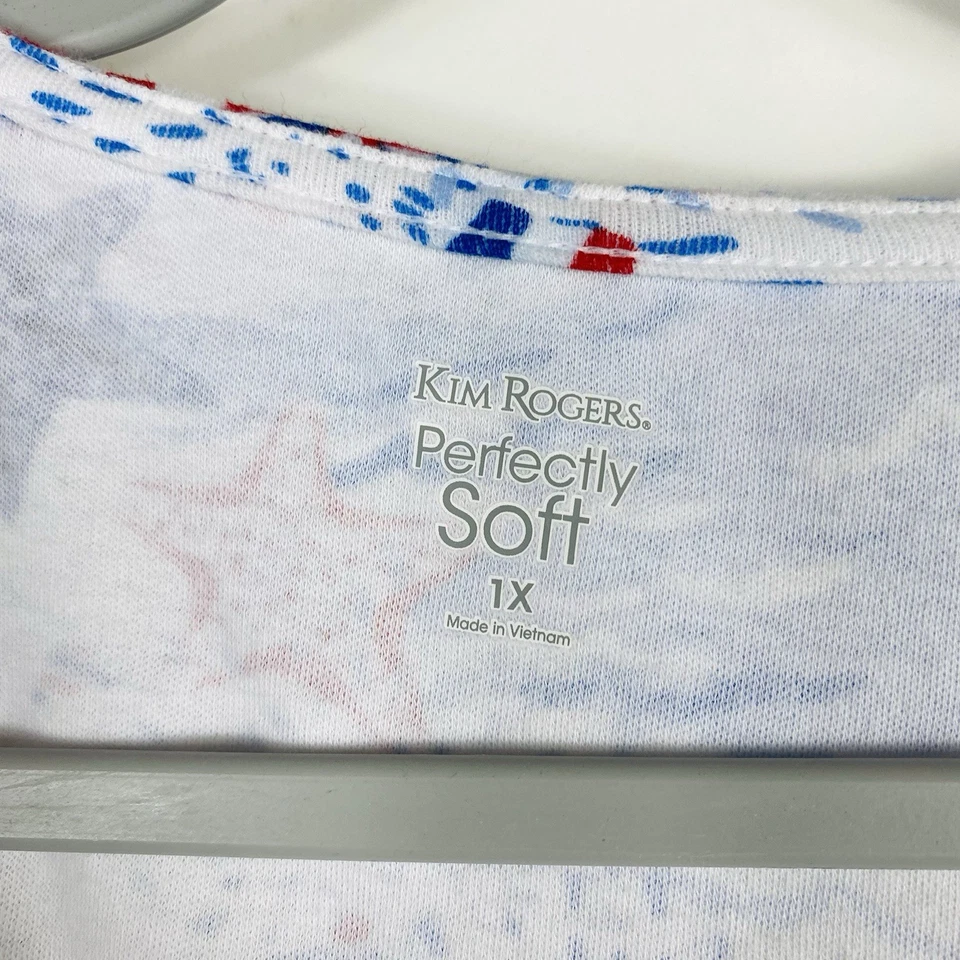 KIM ROGERS®
Perfectly
Soft
1X
Made in Vietnam